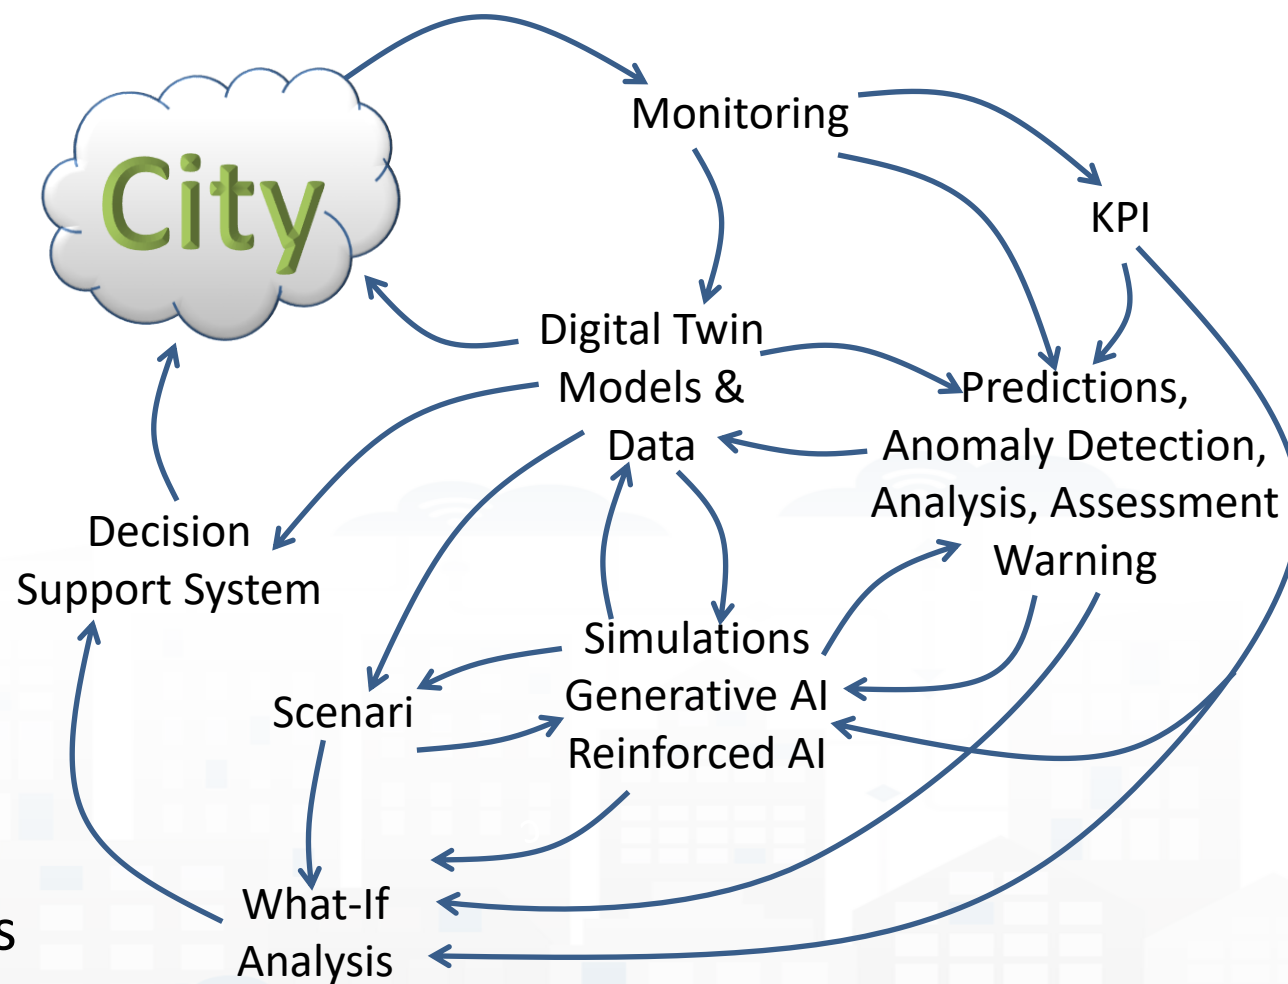 City
Monitoring
KPI
Digital Twin
Models &
Data
Predictions,
Anomaly Detection,
Analysis, Assessment
Warning
Decision
Support System
Simulations
Generative AI
Reinforced AI
Scenari
What-If
Analysis
s